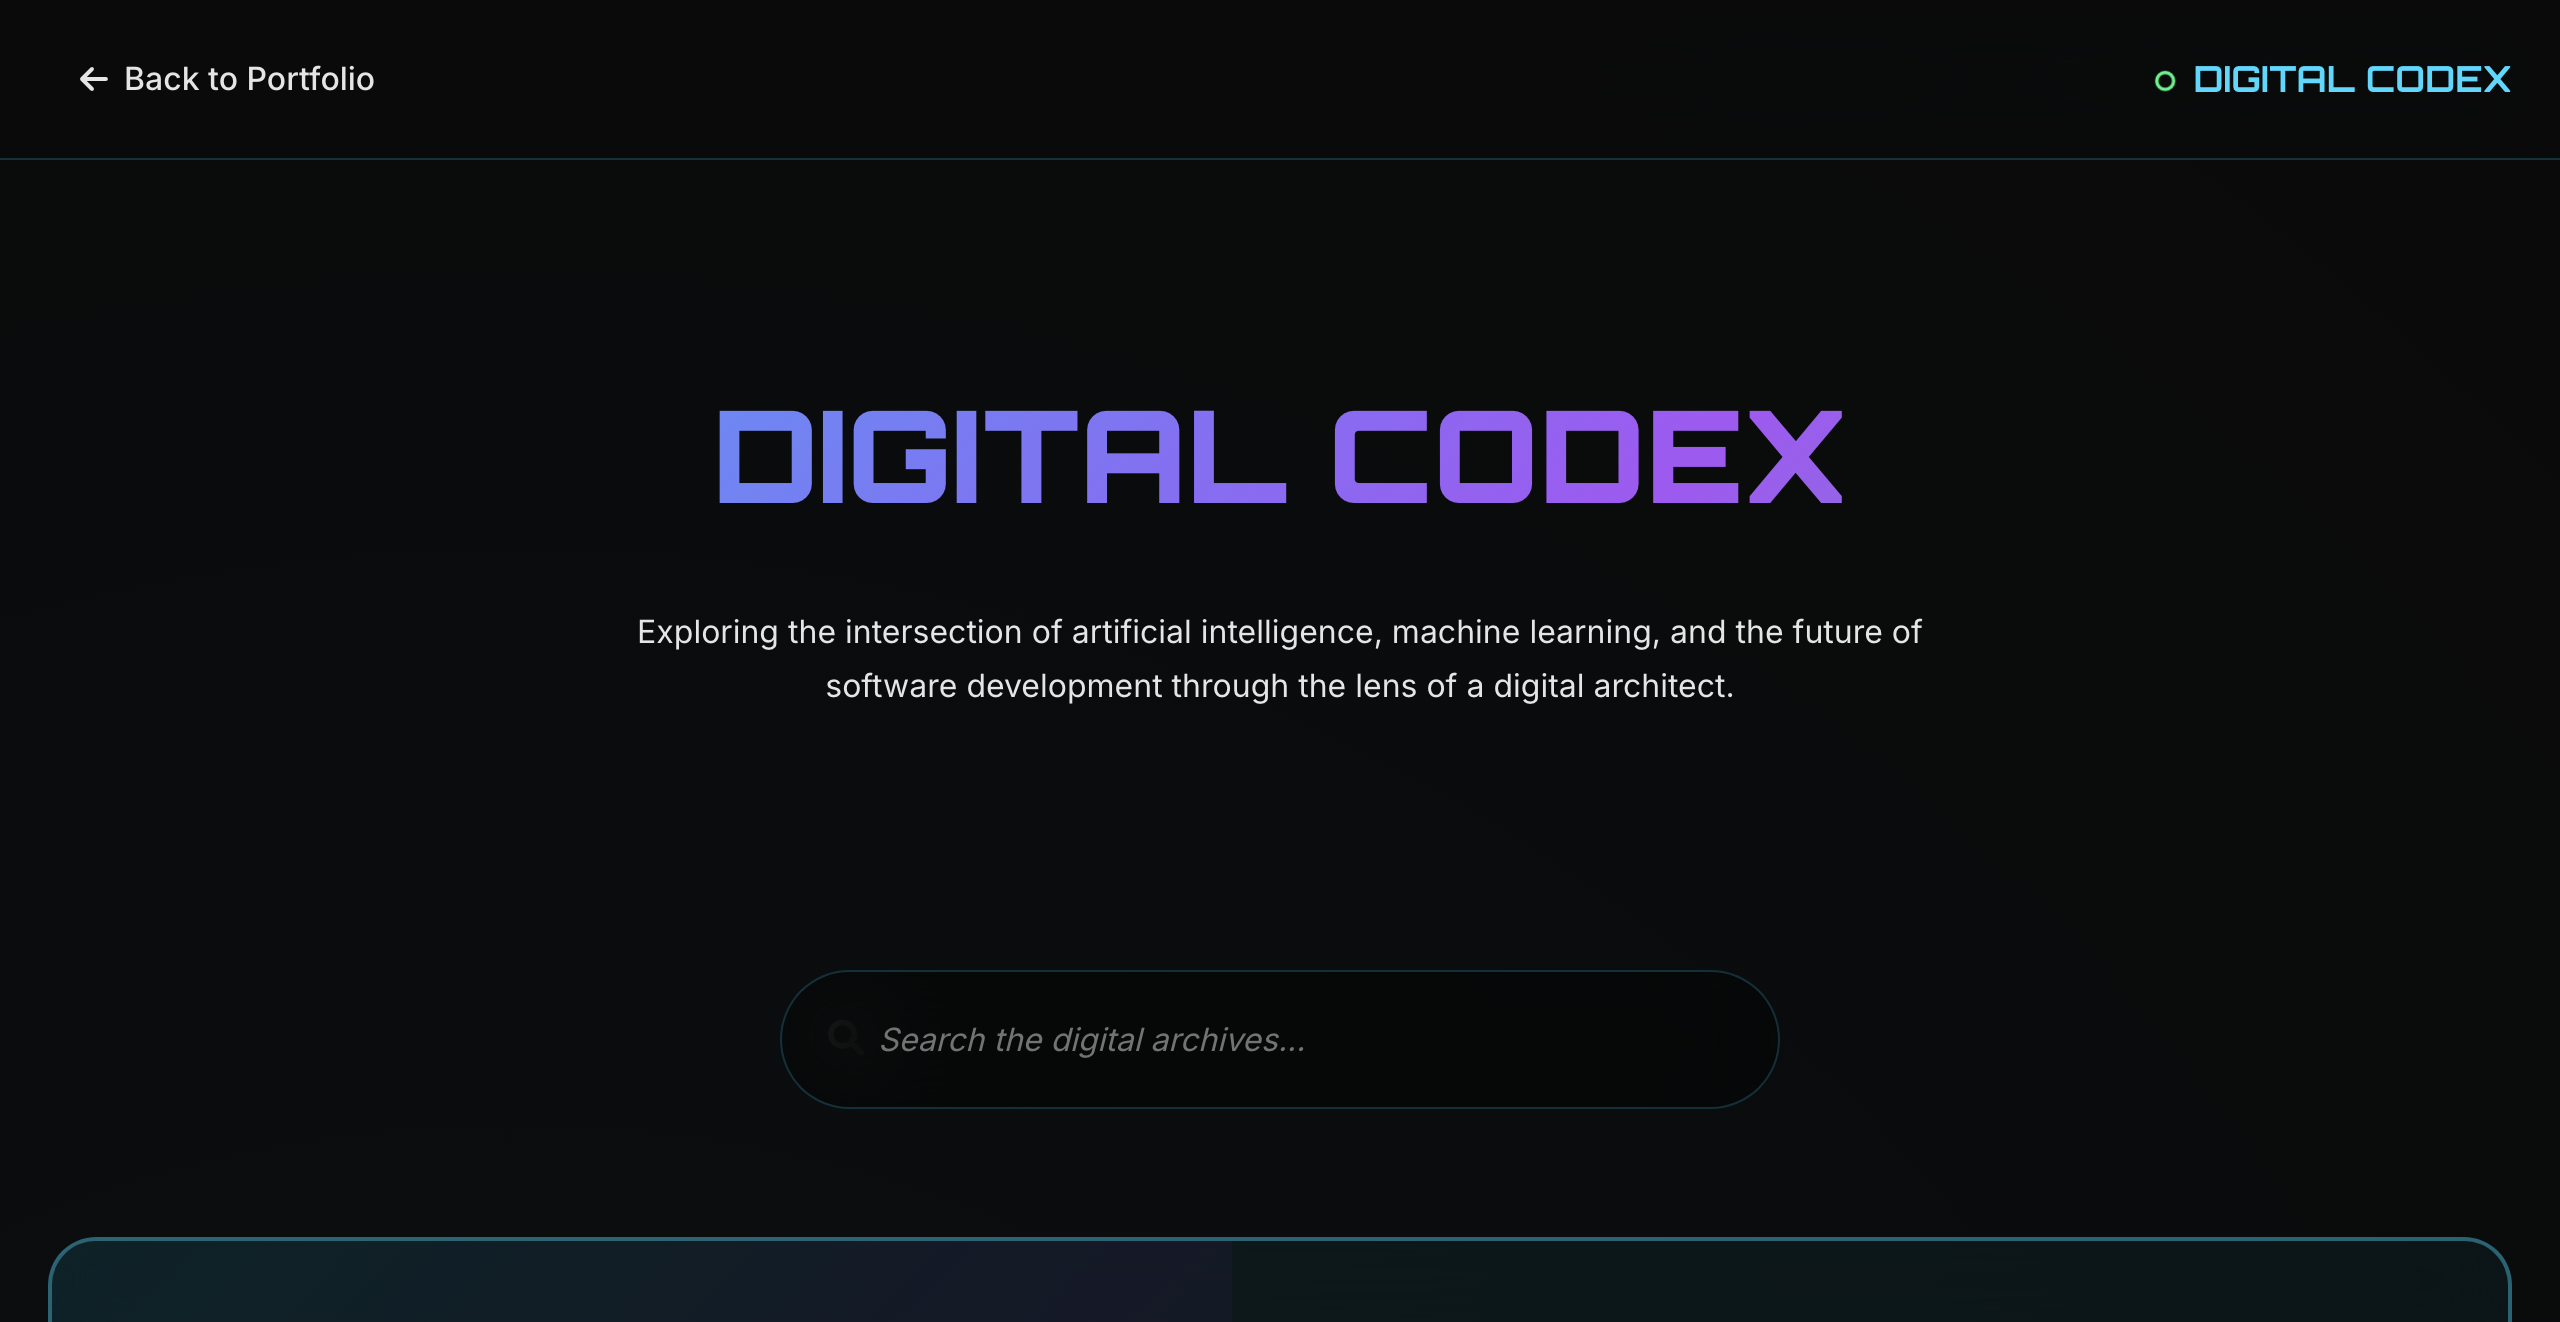 Back to Portfolio
DIGITAL CODEX
DIGITAL CODEX
Exploring the intersection of artificial intelligence, machine learning, and the future of
software development through the lens of a digital architect.
Search the digital archives...